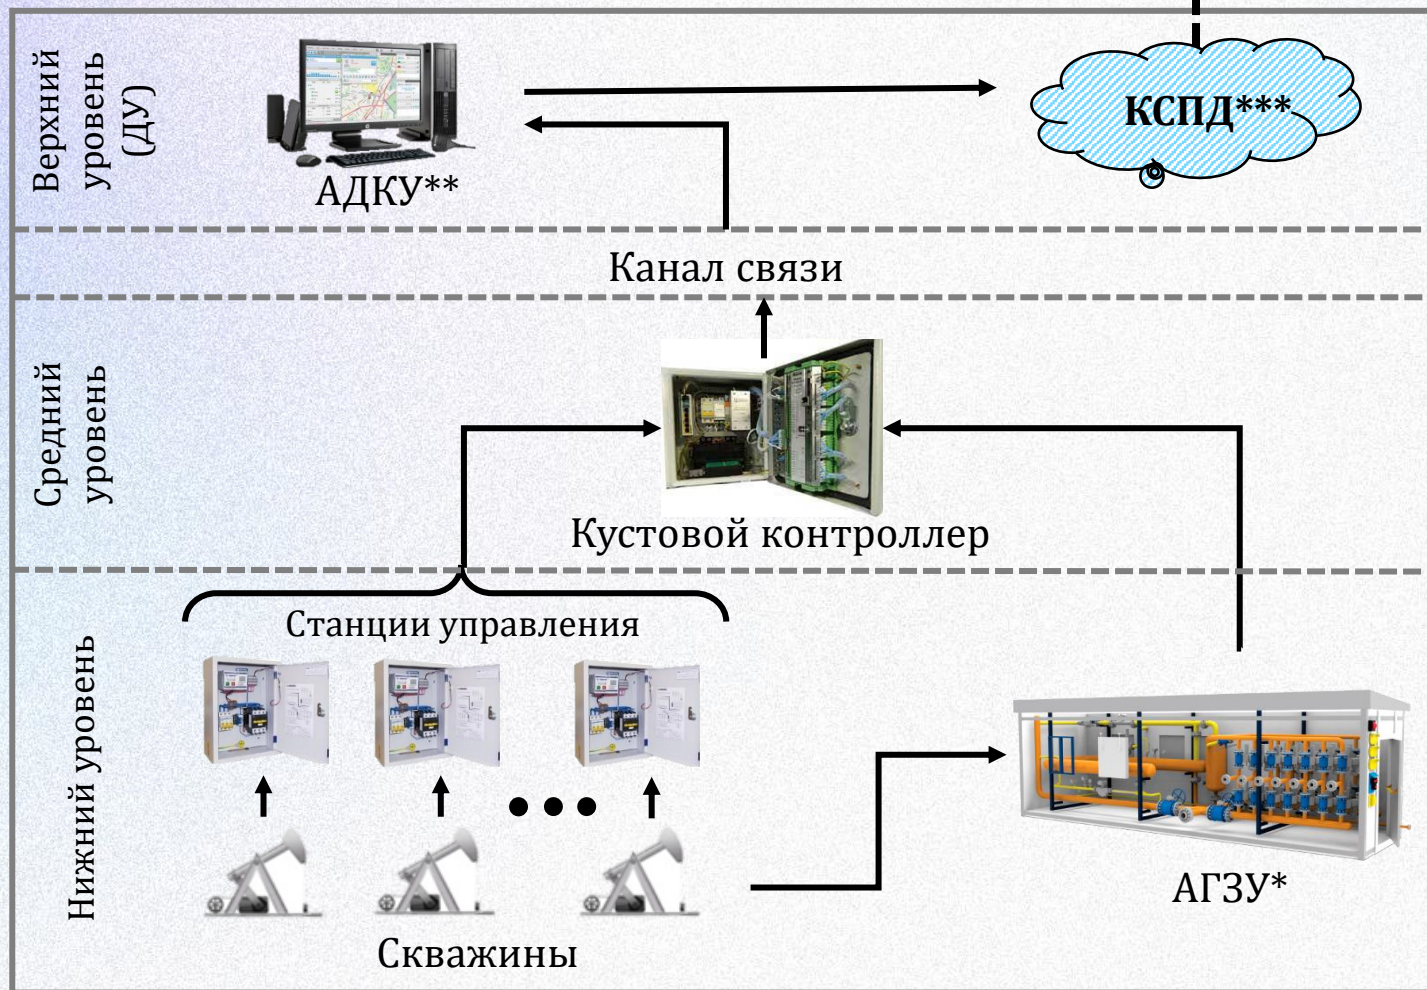 Верхний
уровень
(ДУ)
АДКУ**
КСПД***
Канал связи
Средний
уровень
Кустовой контроллер
Нижний уровень
Станции управления
Скважины
АГЗУ*